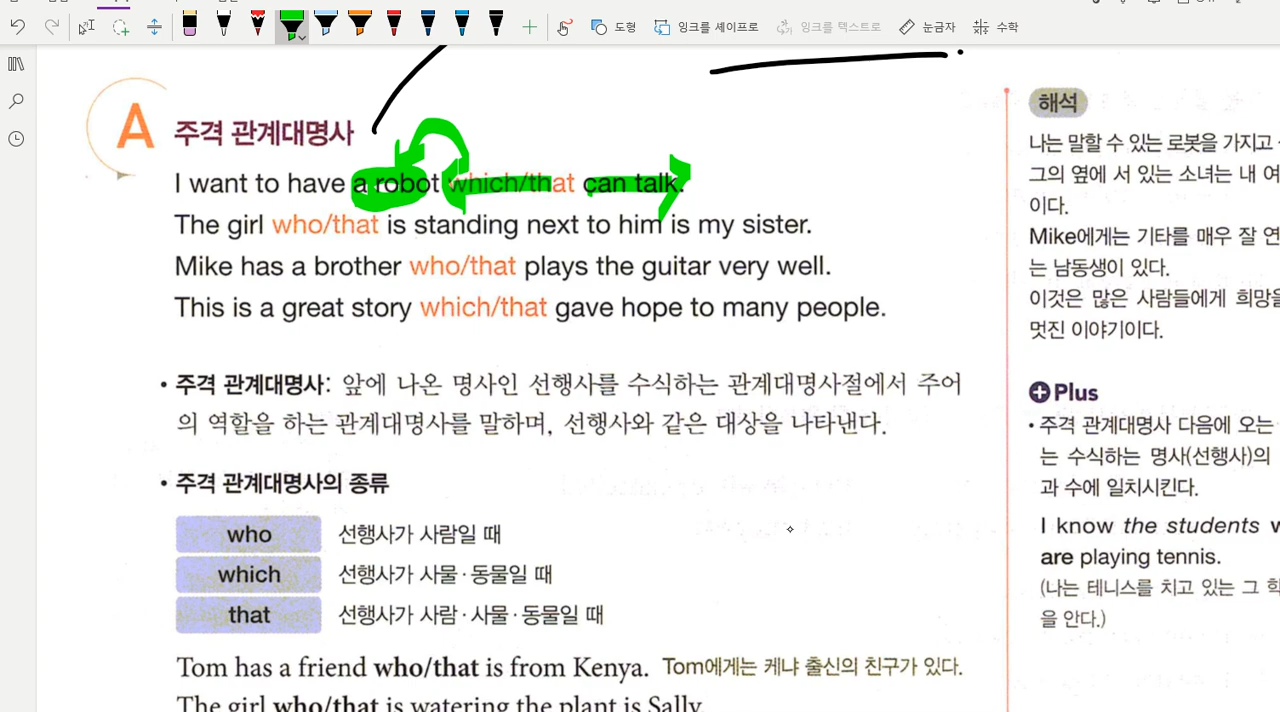 도형
잉크를 셰이프로
잉크를 텍스트로
눈금자
수학
A
주격 관계대명사
I want to have a robot which/that can talk.
The girl who/that is standing next to him is my sister.
Mike has a brother who/that plays the guitar very well.
This is a great story which/that gave hope to many people.
• 주격 관계대명사: 앞에 나온 명사인 선행사를 수식하는 관계대명사절에서 주어
의 역할을 하는 관계대명사를 말하며, 선행사와 같은 대상을 나타낸다.
• 주격 관계대명사의 종류
who 선행사가 사람일 때
which 선행사가 사물·동물일 때
that 선행사가 사람·사물·동물일 때
Tom has a friend who/that is from Kenya. Tom에게는 케냐 출신의 친구가 있다.
The girl who/that is watering the plant is Sally.
해석
나는 말할 수 있는 로봇을 가지고
그의 옆에 서 있는 소녀는 내 여
이다.
Mike에게는 기타를 매우 잘 연
는 남동생이 있다.
이것은 많은 사람들에게 희망을
멋진 이야기이다.
Plus
• 주격 관계대명사 다음에 오는
는 수식하는 명사(선행사)의
과 수에 일치시킨다.
I know the students w
are playing tennis.
(나는 테니스를 치고 있는 그 학
을 안다.)